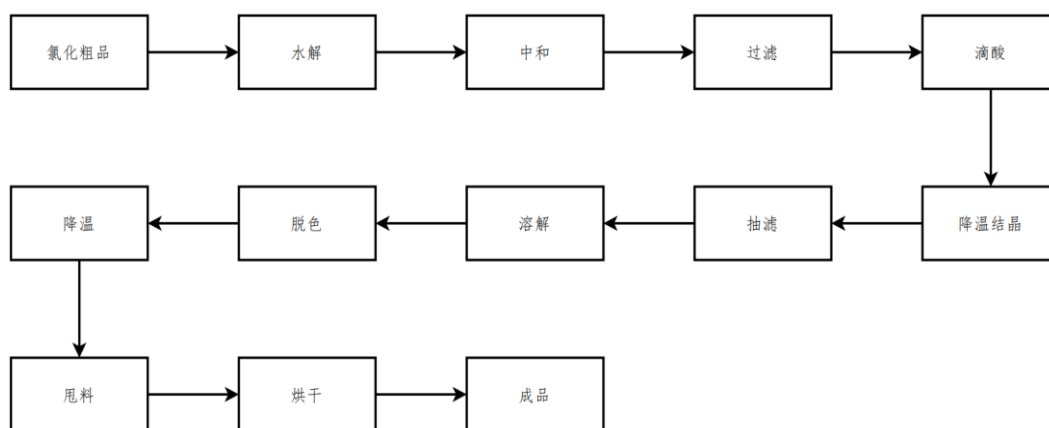 氯化粗品
水解
中和
过滤
滴酸
降温结晶
抽滤
溶解
脱色
降温
甩料
烘干
成品